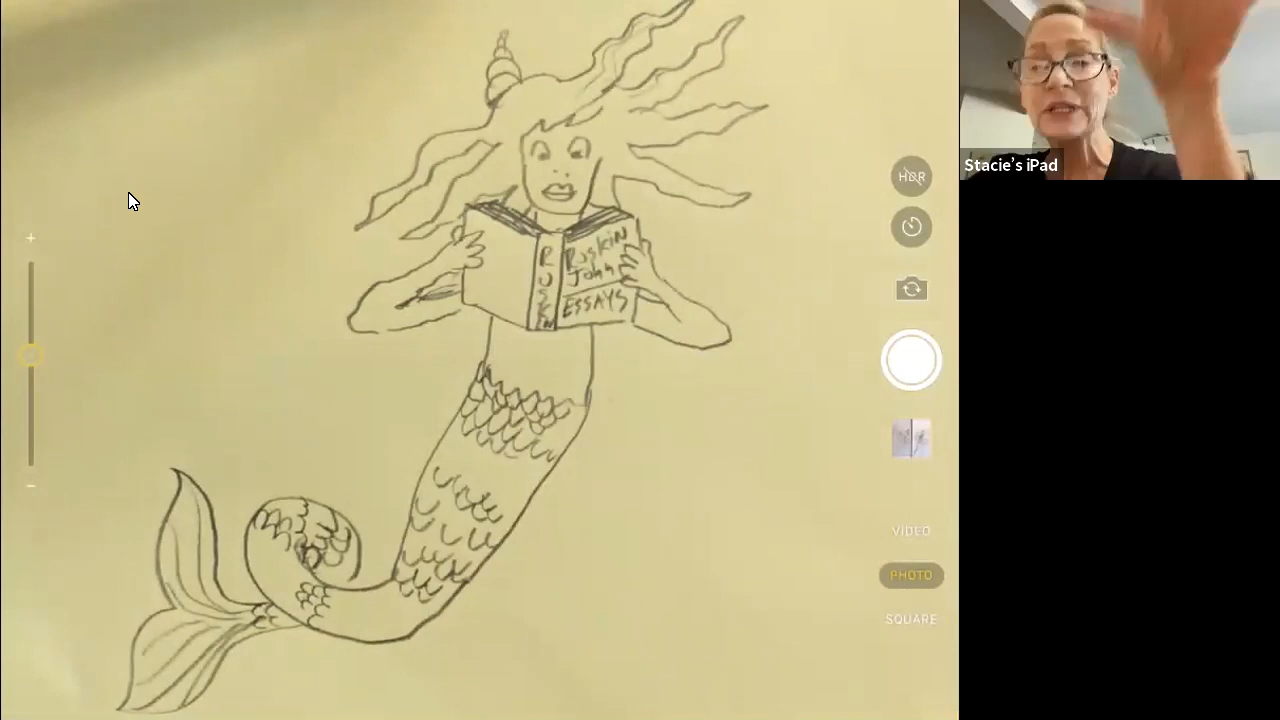 HDR
RUSKIN
Ruskin
John
ESSAYS
VIDEO
PHOTO
SQUARE
Stacie's iPad